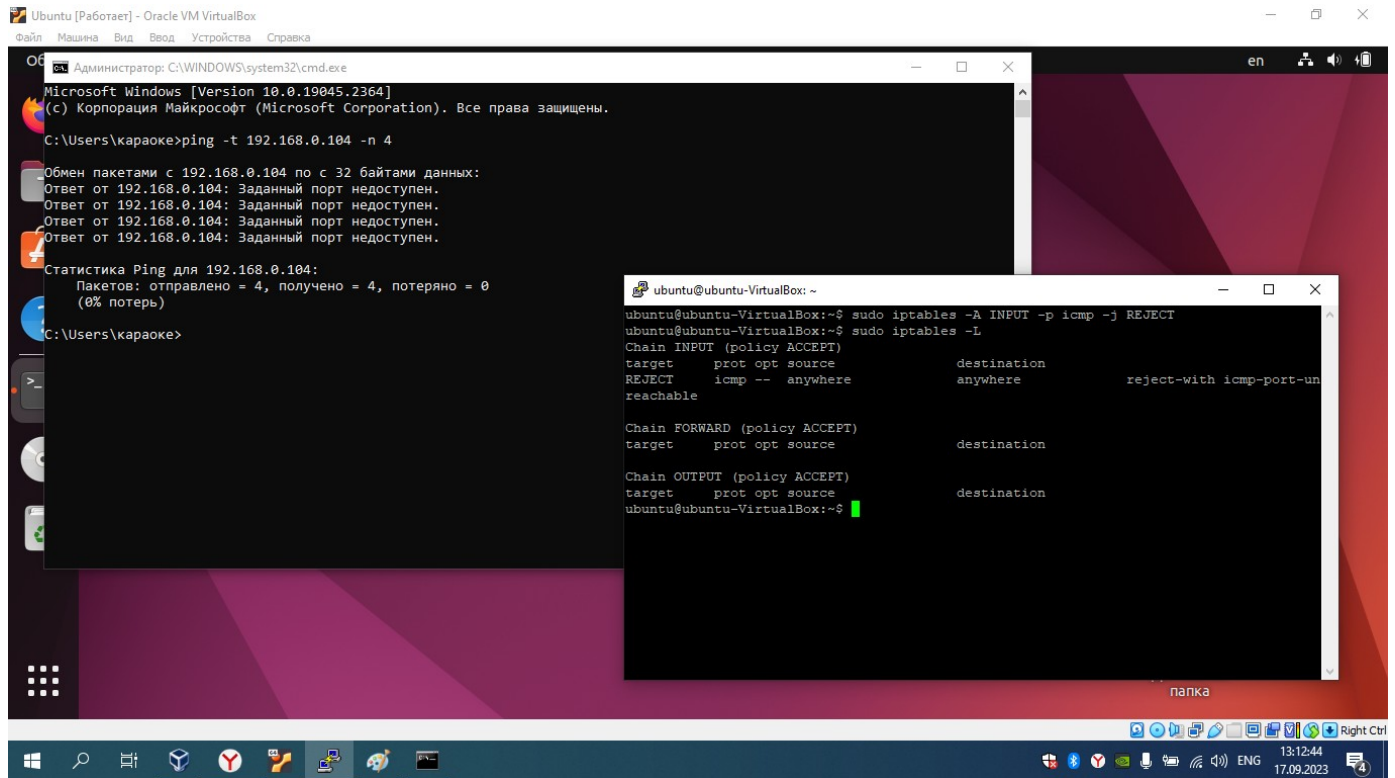 Ubuntu [Работает] - Oracle VM VirtualBox
Файл Машина Вид Ввод Устройства Справка
en
Администратор: C:\WINDOWS\system32\cmd.exe
Microsoft Windows [Version 10.0.19045.2364]
(c) Корпорация Майкрософт (Microsoft Corporation). Все права защищены.
C:\Users\караоке>ping -t 192.168.0.104 -n 4
Обмен пакетами с 192.168.0.104 по с 32 байтами данных:
Ответ от 192.168.0.104: Заданный порт недоступен.
Ответ от 192.168.0.104: Заданный порт недоступен.
Ответ от 192.168.0.104: Заданный порт недоступен.
Ответ от 192.168.0.104: Заданный порт недоступен.
Статистика Ping для 192.168.0.104:
Пакетов: отправлено = 4, получено = 4, потеряно = 0
(0% потерь)
C:\Users\караоке>
ubuntu@ubuntu-VirtualBox: ~
ubuntu@ubuntu-VirtualBox:~$ sudo iptables -A INPUT -p icmp -j REJECT
ubuntu@ubuntu-VirtualBox:~$ sudo iptables -L
Chain INPUT (policy ACCEPT)
target prot opt source destination
REJECT icmp -- anywhere anywhere reject-with icmp-port-un
reachable
Chain FORWARD (policy ACCEPT)
target prot opt source destination
Chain OUTPUT (policy ACCEPT)
target prot opt source destination
ubuntu@ubuntu-VirtualBox:~$
папка
Right Ctrl
ENG
13:12:44
17.09.2023
4